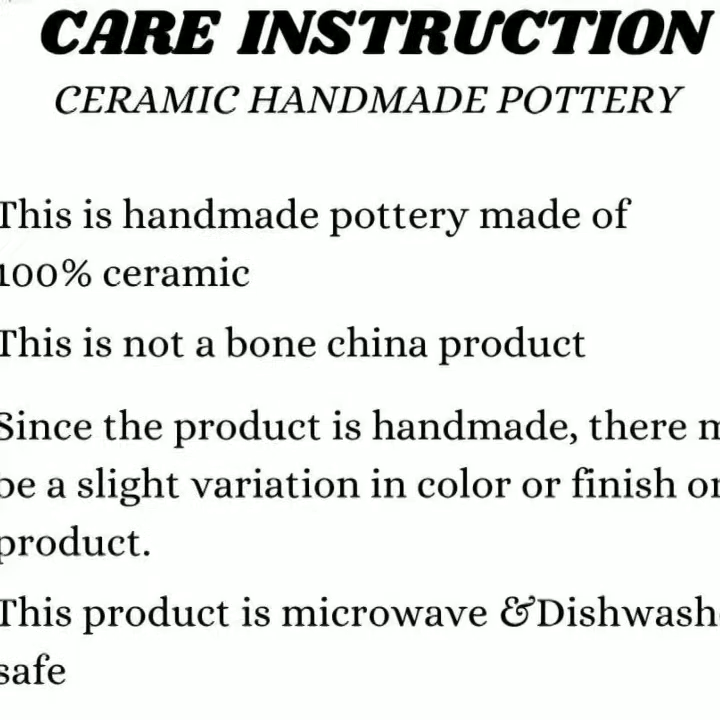 CARE INSTRUCTION
CERAMIC HANDMADE POTTERY
This is handmade pottery made of
100% ceramic
This is not a bone china product
Since the product is handmade, there
be a slight variation in color or finish
product.
This product is microwave &
safe